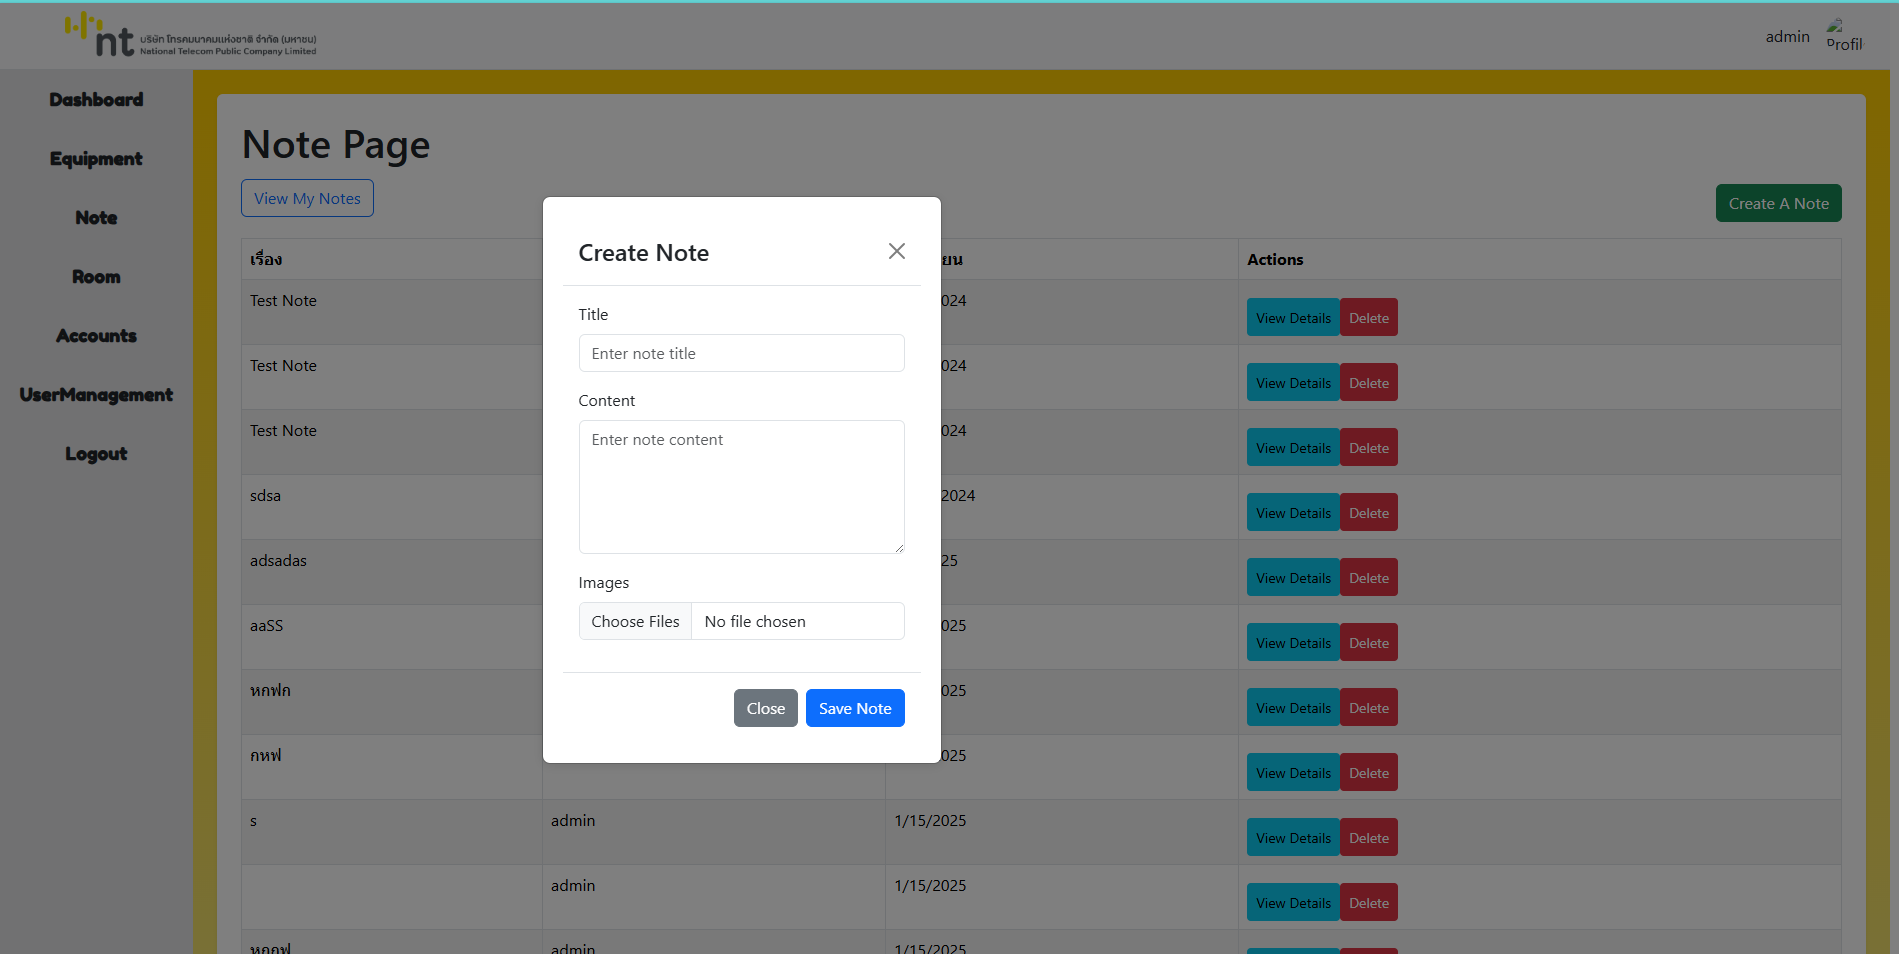 nt บริษัท โทรคมนาคมแห่งชาติ จำกัด (มหาชน)
National Telecom Public Company Limited
admin
Profil
Dashboard
Equipment
Note
Room
Accounts
UserManagement
Logout
Note Page
View My Notes
Create A Note
เรื่อง
ยน
Actions
Test Note
024
View Details
Delete
Test Note
024
View Details
Delete
Test Note
024
View Details
Delete
sdsa
2024
View Details
Delete
adsadas
25
View Details
Delete
aaSS
025
View Details
Delete
หกฟก
025
View Details
Delete
กหฟ
025
View Details
Delete
s
admin
1/15/2025
View Details
Delete
admin
1/15/2025
View Details
Delete
admin
1/15/2025
Create Note
Title
Enter note title
Content
Enter note content
Images
Choose Files
No file chosen
Close
Save Note